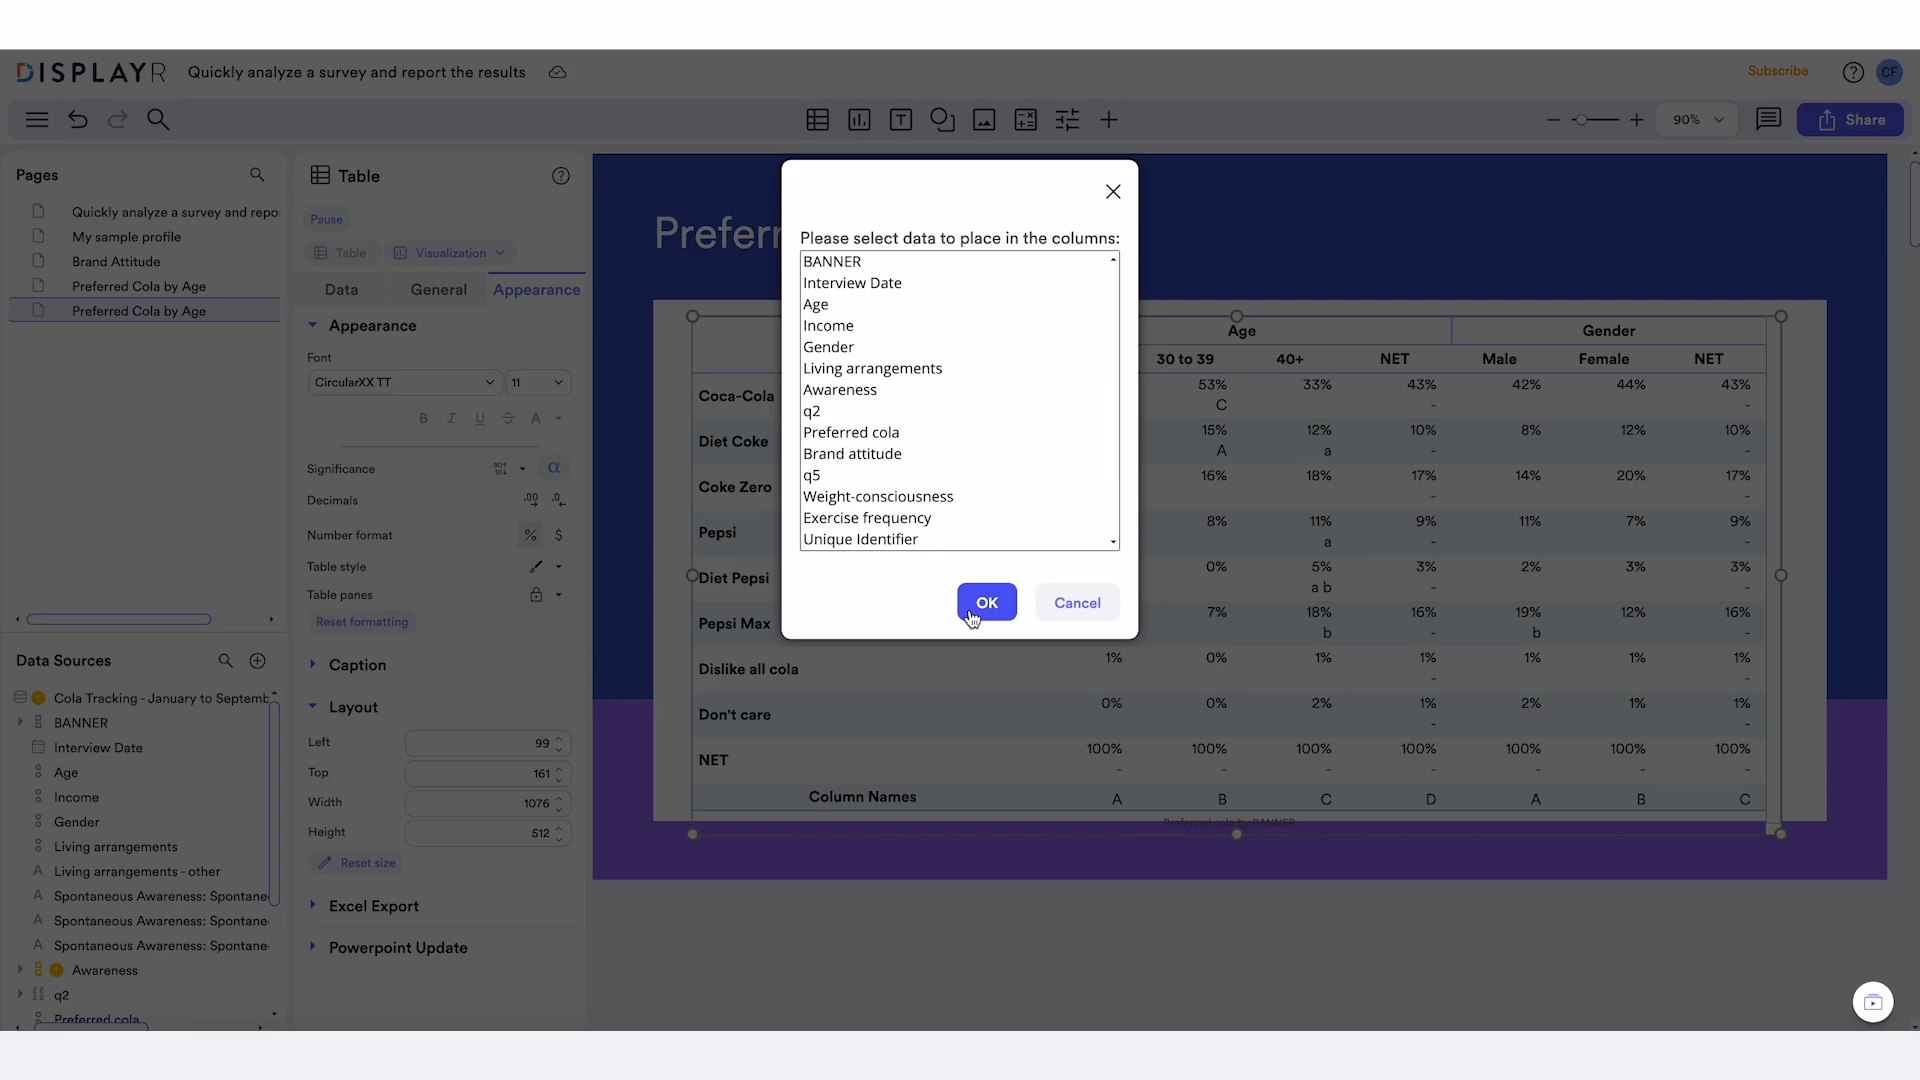 DISPLAYR
Quickly analyze a survey and report the results
Subscribe
?
CF
90%
Share
Pages
Quickly analyze a survey and repo
My sample profile
Brand Attitude
Preferred Cola by Age
Preferred Cola by Age
Data Sources
Cola Tracking - January to Septemb
BANNER
Interview Date
Age
Income
Gender
Living arrangements
Living arrangements - other
Spontaneous Awareness: Spontane
Spontaneous Awareness: Spontane
Spontaneous Awareness: Spontane
Awareness
q2
Preferred cola
Table
?
Pause
Table
Visualization
Data General Appearance
Appearance
Font
CircularXX TT 11
B I U S A
Significance α
Decimals .00 .0
Number format % $
Table style
Table panes
Reset formatting
Caption
Layout
Left 99
Top 161
Width 1076
Height 512
Reset size
Excel Export
Powerpoint Update
Please select data to place in the columns:
BANNER
Interview Date
Age
Income
Gender
Living arrangements
Awareness
q2
Preferred cola
Brand attitude
q5
Weight-consciousness
Exercise frequency
Unique Identifier
OK Cancel
Preferr
Age Gender
30 to 39 40+ NET Male Female NET
Coca-Cola 53% 33% 43% 42% 44% 43%
C - -
Diet Coke 15% 12% 10% 8% 12% 10%
A a - -
Coke Zero 16% 18% 17% 14% 20% 17%
- -
Pepsi 8% 11% 9% 11% 7% 9%
a - -
Diet Pepsi 0% 5% 3% 2% 3% 3%
a b - -
Pepsi Max 7% 18% 16% 19% 12% 16%
b - b -
Dislike all cola 1% 0% 1% 1% 1% 1% 1%
- -
Don't care 0% 0% 2% 1% 2% 1% 1%
- -
NET 100% 100% 100% 100% 100% 100% 100%
- - - - - - -
Column Names A B C D A B C
Preferred cola by BANNER